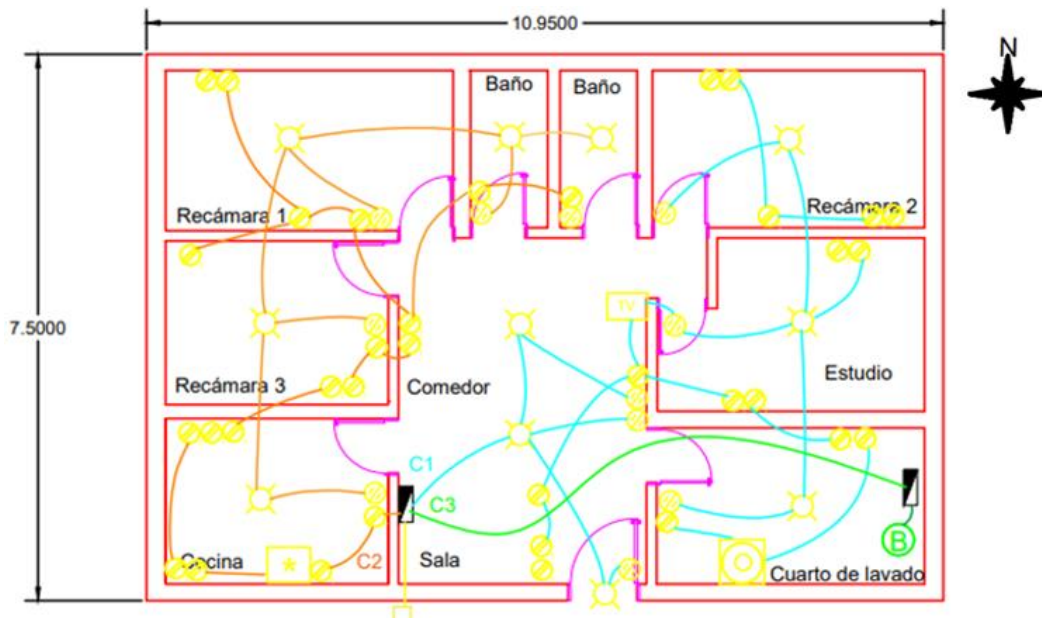 10.9500
N
Baño
Baño
Recámara 1
Recámara 2
7.5000
TV
Recámara 3
Comedor
Estudio
C1
C3
B
Cocina
*
C2
Sala
Cuarto de lavado